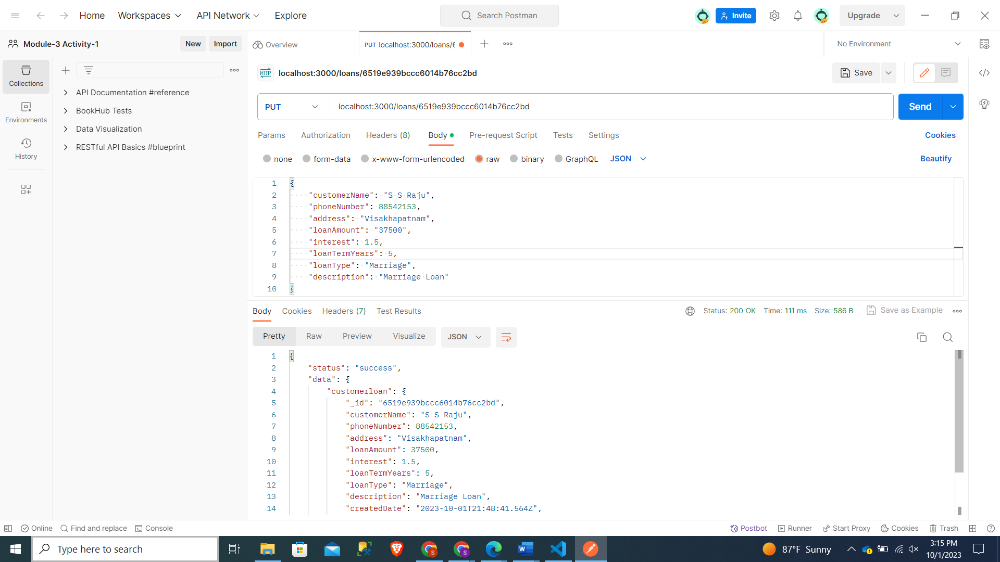 Home Workspaces API Network Explore Search Postman Invite Upgrade
Module-3 Activity-1 New Import Overview PUT localhost:3000/loans/6 No Environment
HTTP localhost:3000/loans/6519e939bccc6014b76cc2bd Save
Collections
Environments
History
API Documentation #reference
BookHub Tests
Data Visualization
RESTful API Basics #blueprint
PUT localhost:3000/loans/6519e939bccc6014b76cc2bd Send
Params Authorization Headers (8) Body Pre-request Script Tests Settings Cookies
none form-data x-www-form-urlencoded raw binary GraphQL JSON Beautify
1 {
2 "customerName": "S S Raju",
3 "phoneNumber": 88542153,
4 "address": "Visakhapatnam",
5 "loanAmount": "37500",
6 "interest": 1.5,
7 "loanTermYears": 5,
8 "loanType": "Marriage",
9 "description": "Marriage Loan"
10 }
Body Cookies Headers (7) Test Results Status: 200 OK Time: 111 ms Size: 586 B Save as Example
Pretty Raw Preview Visualize JSON
1 {
2 "status": "success",
3 "data": {
4 "customerloan": {
5 "_id": "6519e939bccc6014b76cc2bd",
6 "customerName": "S S Raju",
7 "phoneNumber": 88542153,
8 "address": "Visakhapatnam",
9 "loanAmount": 37500,
10 "interest": 1.5,
11 "loanTermYears": 5,
12 "loanType": "Marriage",
13 "description": "Marriage Loan",
14 "createdDate": "2023-10-01T21:48:41.564Z",
Online Find and replace Console Postbot Runner Start Proxy Cookies Trash
Type here to search 87°F Sunny 3:15 PM
10/1/2023